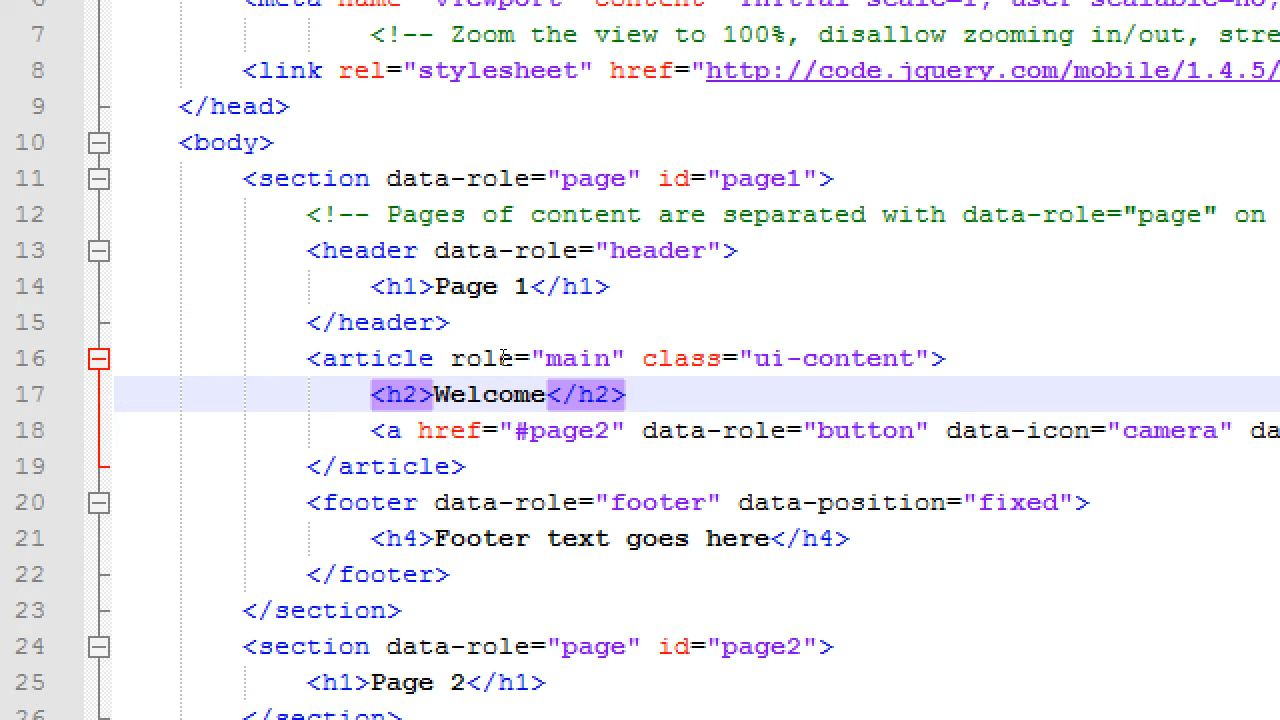 6 <meta name="viewport" content="initial-scale=1, user-scalable=no,
7 <!-- Zoom the view to 100%, disallow zooming in/out, stre
8 <link rel="stylesheet" href="http://code.jquery.com/mobile/1.4.5/
9 </head>
10 <body>
11 <section data-role="page" id="page1">
12 <!-- Pages of content are separated with data-role="page" on
13 <header data-role="header">
14 <h1>Page 1</h1>
15 </header>
16 <article role="main" class="ui-content">
17 <h2>Welcome</h2>
18 <a href="#page2" data-role="button" data-icon="camera" da
19 </article>
20 <footer data-role="footer" data-position="fixed">
21 <h4>Footer text goes here</h4>
22 </footer>
23 </section>
24 <section data-role="page" id="page2">
25 <h1>Page 2</h1>
26 </section>